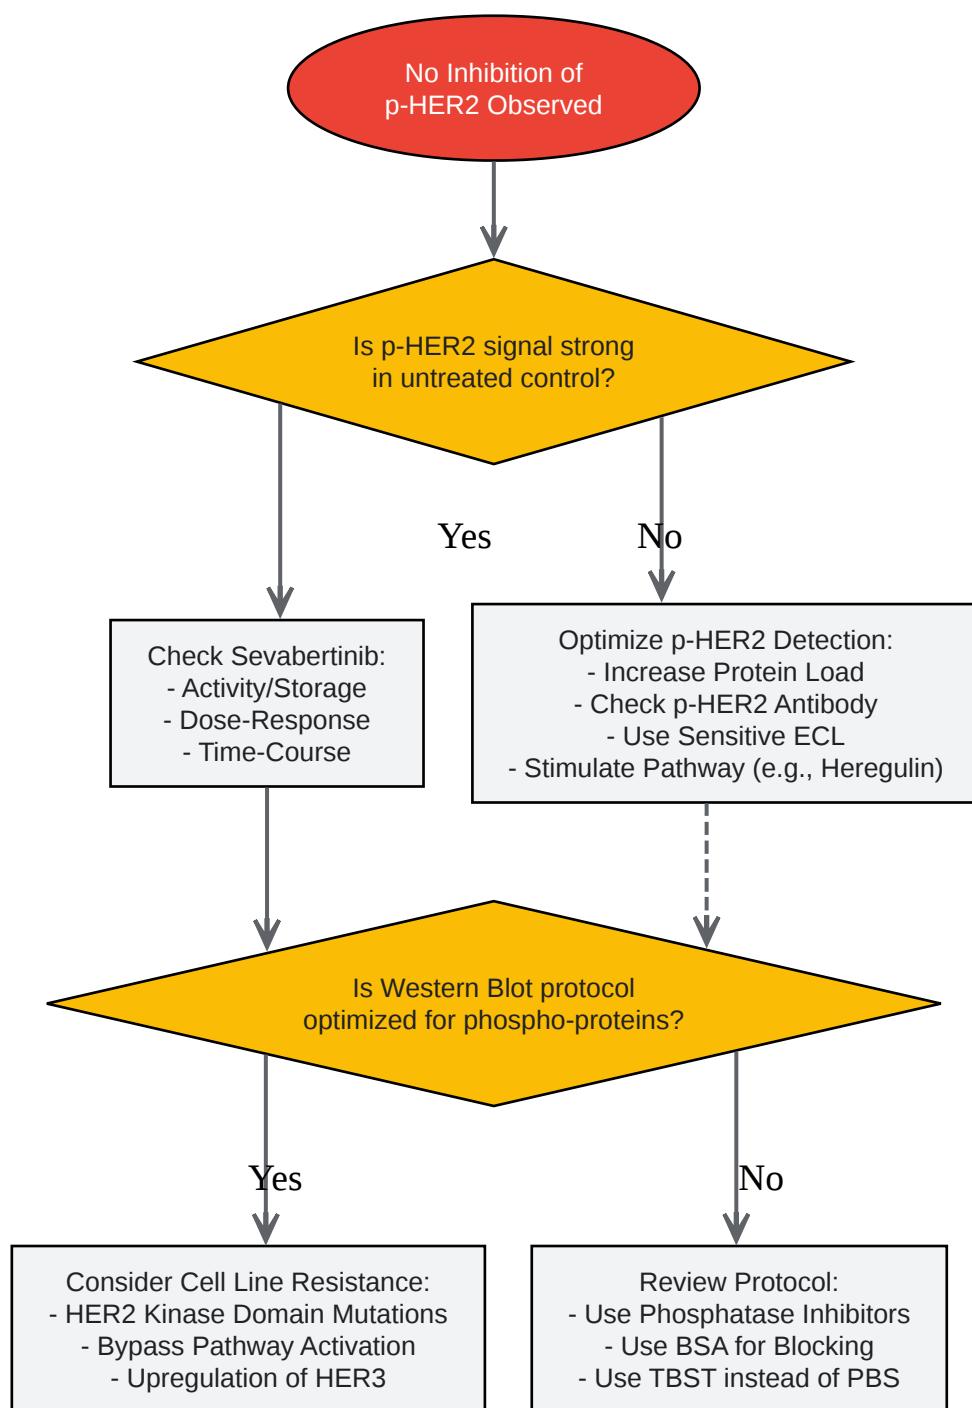 No Inhibition of
p-HER2 Observed
Is p-HER2 signal strong
in untreated control?
Yes
No
Check Sevabertinib:
- Activity/Storage
- Dose-Response
- Time-Course
Optimize p-HER2 Detection:
- Increase Protein Load
- Check p-HER2 Antibody
- Use Sensitive ECL
- Stimulate Pathway (e.g., Heregulin)
Is Western Blot protocol
optimized for phospho-proteins?
Yes
No
Consider Cell Line Resistance:
- HER2 Kinase Domain Mutations
- Bypass Pathway Activation
- Upregulation of HER3
Review Protocol:
- Use Phosphatase Inhibitors
- Use BSA for Blocking
- Use TBST instead of PBS